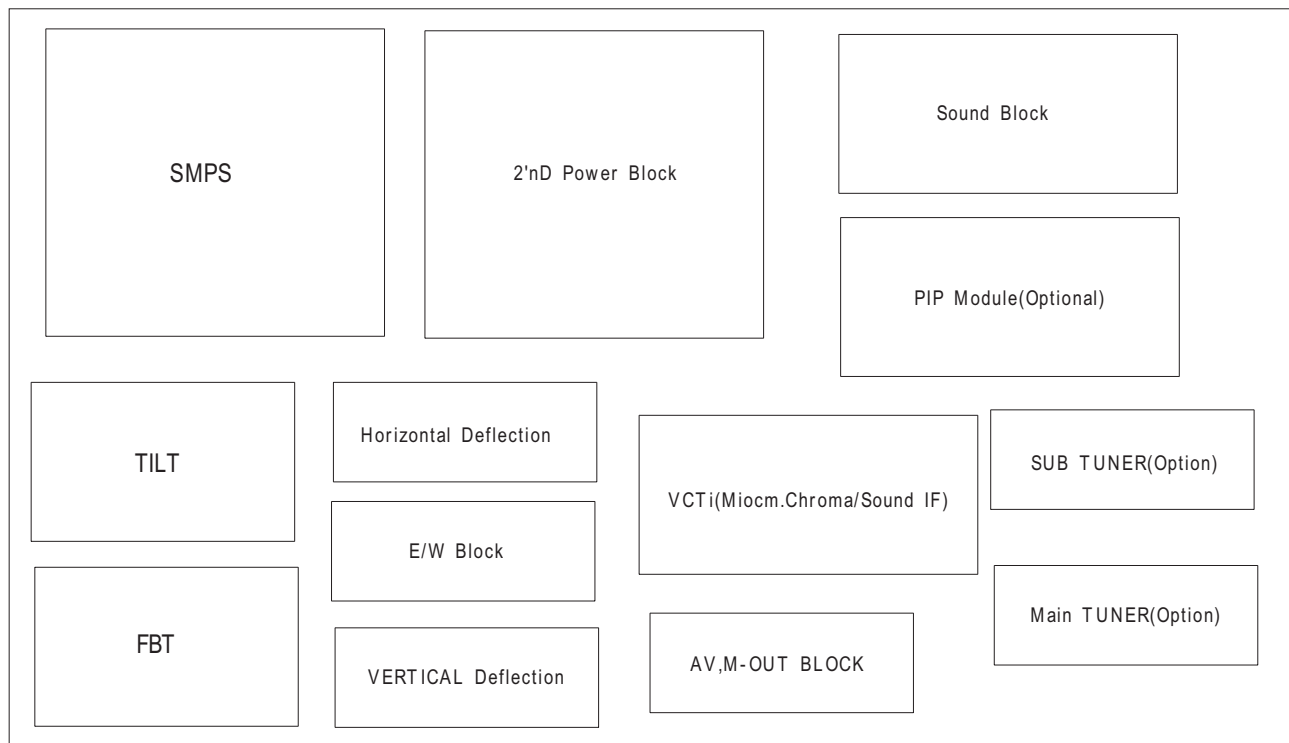 SMPS
2'nD Power Block
Sound Block
PIP Module(Optional)
TILT
Horizontal Deflection
E/W Block
VCTi(Miocm.Chroma/Sound IF)
SUB TUNER(Option)
FBT
VERTICAL Deflection
AV,M-OUT BLOCK
Main TUNER(Option)